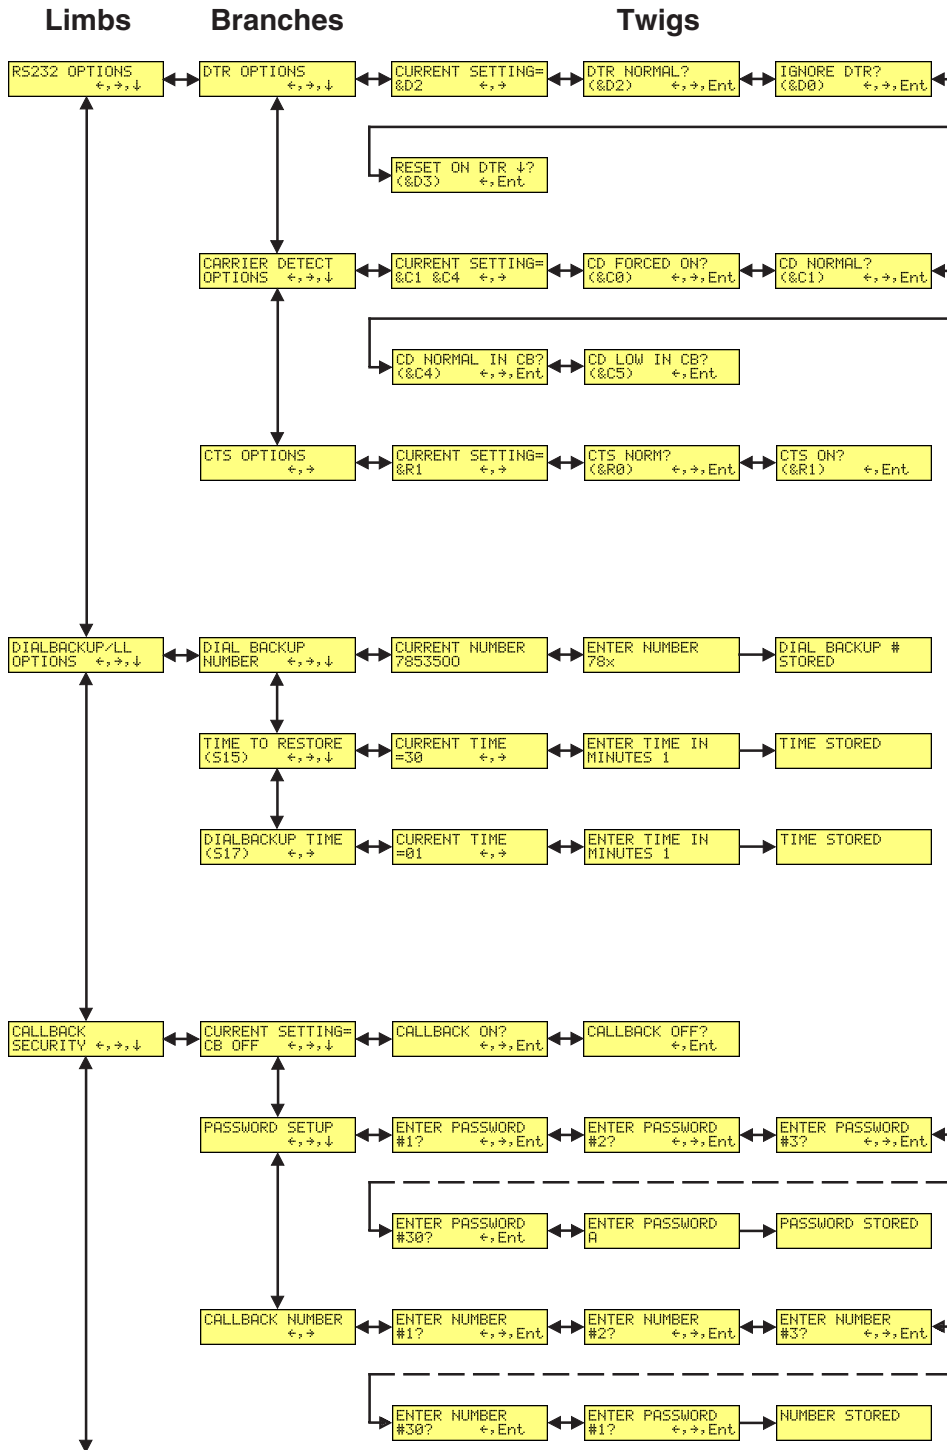 Limbs Branches Twigs
RS232 OPTIONS
←,→,↓
DTR OPTIONS
←,→,↓
CURRENT SETTING=
&D2 ←,→
DTR NORMAL?
(&D2) ←,→,Ent
IGNORE DTR?
(&D0) ←,→,Ent
RESET ON DTR ↓?
(&D3) ←,Ent
CARRIER DETECT
OPTIONS ←,→,↓
CURRENT SETTING=
&C1 &C4 ←,→
CD FORCED ON?
(&C0) ←,→,Ent
CD NORMAL?
(&C1) ←,→,Ent
CD NORMAL IN CB?
(&C4) ←,→,Ent
CD LOW IN CB?
(&C5) ←,Ent
CTS OPTIONS
←,→
CURRENT SETTING=
&R1 ←,→
CTS NORM?
(&R0) ←,→,Ent
CTS ON?
(&R1) ←,Ent
DIALBACKUP/LL
OPTIONS ←,→,↓
DIAL BACKUP
NUMBER ←,→,↓
CURRENT NUMBER
7853500
ENTER NUMBER
78x
DIAL BACKUP #
STORED
TIME TO RESTORE
(S15) ←,→,↓
CURRENT TIME
=30 ←,→
ENTER TIME IN
MINUTES 1
TIME STORED
DIALBACKUP TIME
(S17) ←,→
CURRENT TIME
=01 ←,→
ENTER TIME IN
MINUTES 1
TIME STORED
CALLBACK
SECURITY ←,→,↓
CURRENT SETTING=
CB OFF ←,→,↓
CALLBACK ON?
←,→,Ent
CALLBACK OFF?
←,Ent
PASSWORD SETUP
←,→,↓
ENTER PASSWORD
#1? ←,→,Ent
ENTER PASSWORD
#2? ←,→,Ent
ENTER PASSWORD
#3? ←,→,Ent
ENTER PASSWORD
#30? ←,Ent
ENTER PASSWORD
A
PASSWORD STORED
CALLBACK NUMBER
←,→
ENTER NUMBER
#1? ←,→,Ent
ENTER NUMBER
#2? ←,→,Ent
ENTER NUMBER
#3? ←,→,Ent
ENTER NUMBER
#30? ←,Ent
ENTER PASSWORD
#1? ←,→,Ent
NUMBER STORED